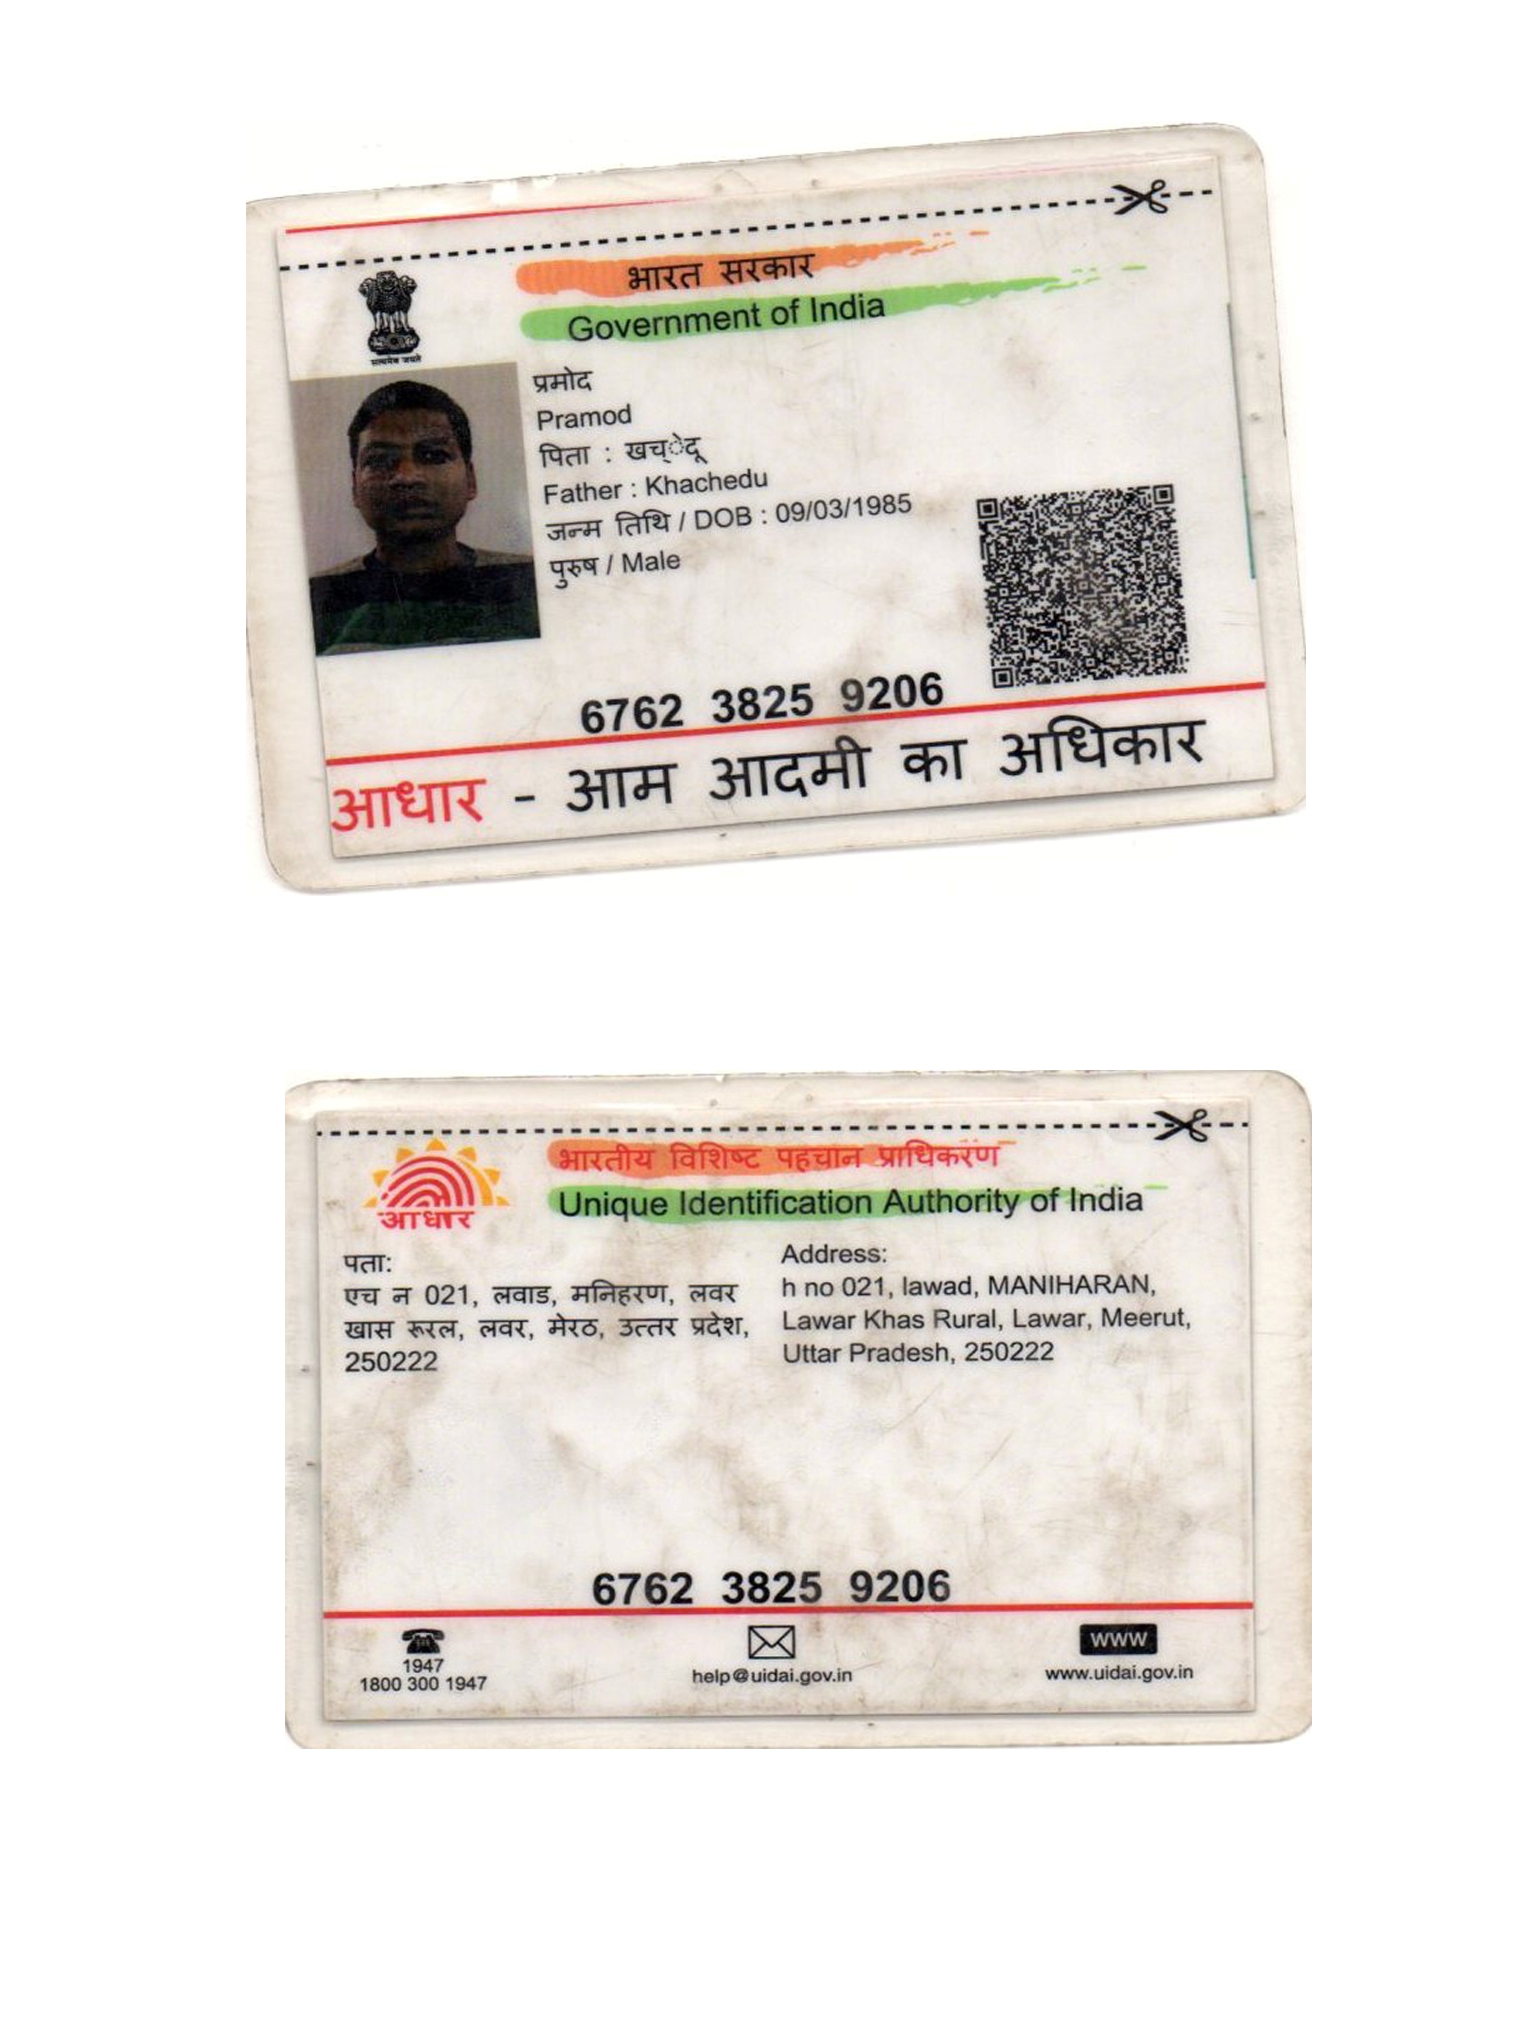 भारत सरकार
Government of India
सत्यमेव जयते
प्रमोद
Pramod
पिता : खच्ेदू
Father : Khachedu
जन्म तिथि / DOB : 09/03/1985
पुरुष / Male
6762 3825 9206
आधार - आम आदमी का अधिकार
भारतीय विशिष्ट पहचान प्राधिकरण
Unique Identification Authority of India
आधार
पता:
एच न 021, लवाड, मनिहरण, लवर
खास रूरल, लवर, मेरठ, उत्तर प्रदेश,
250222
Address:
h no 021, lawad, MANIHARAN,
Lawar Khas Rural, Lawar, Meerut,
Uttar Pradesh, 250222
6762 3825 9206
1947
1800 300 1947
help@uidai.gov.in
www
www.uidai.gov.in